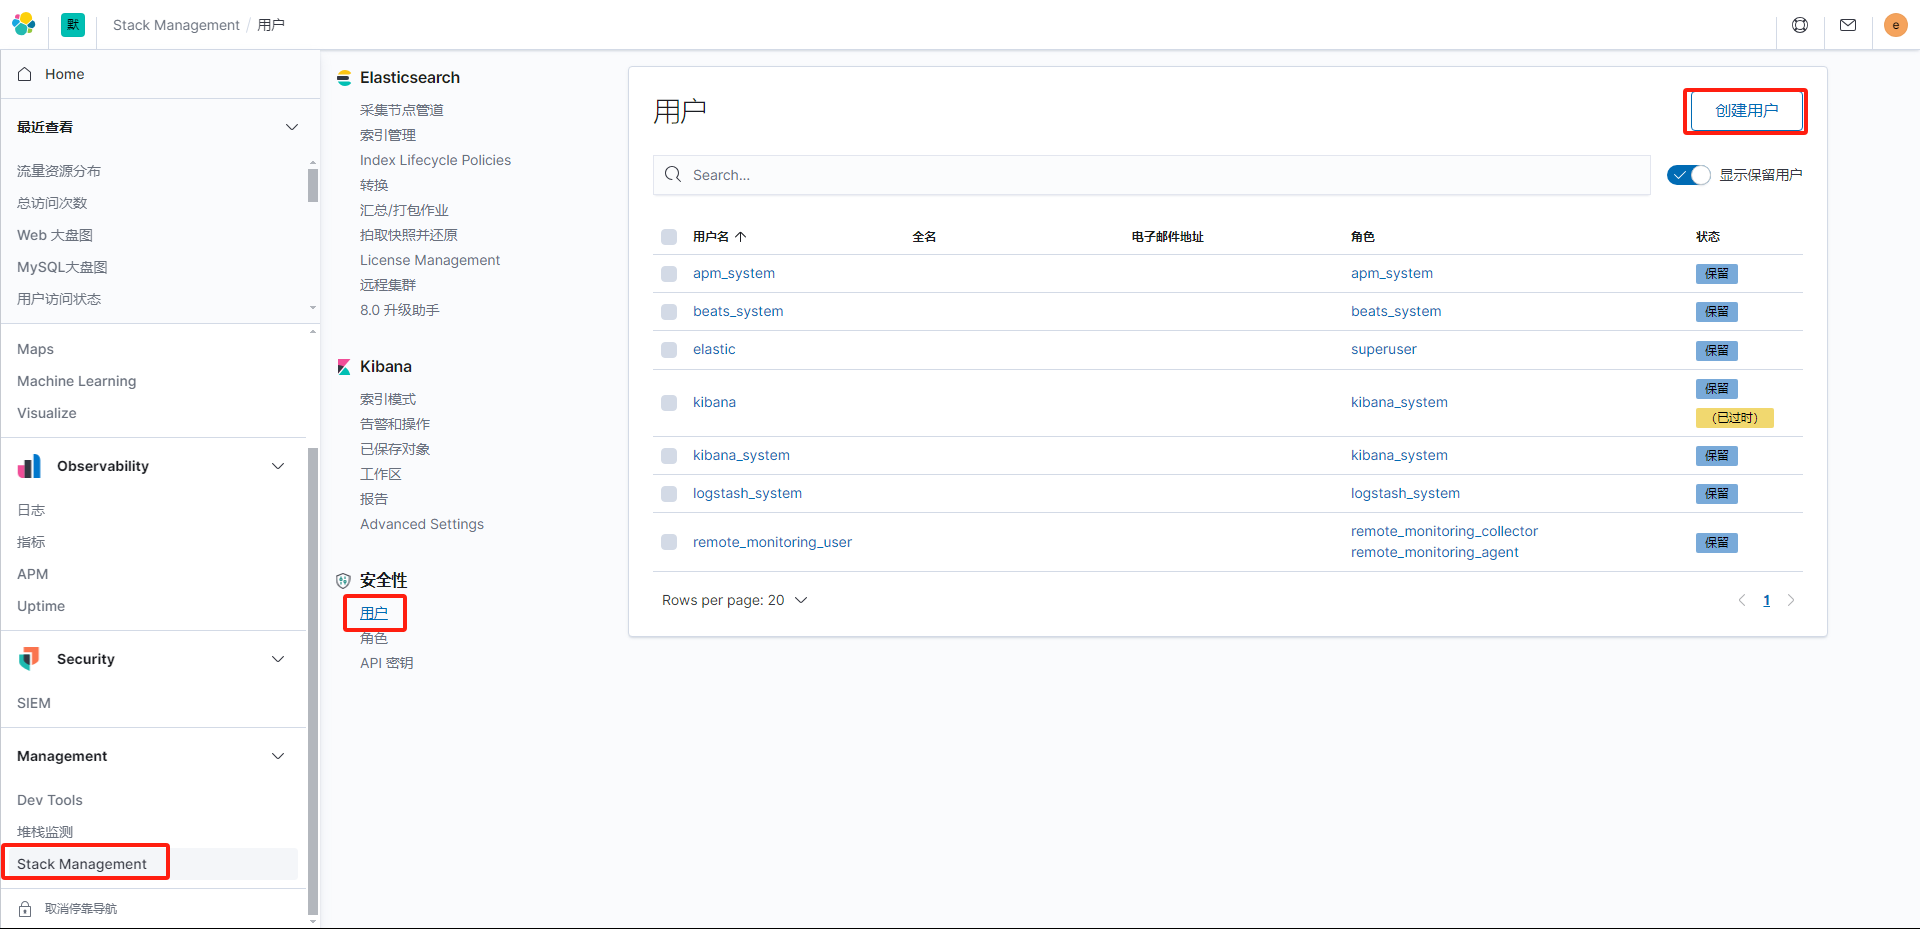 默
Stack Management / 用户
e
Home
最近查看
流量资源分布
总访问次数
Web 大盘图
MySQL大盘图
用户访问状态
Maps
Machine Learning
Visualize
Observability
日志
指标
APM
Uptime
Security
SIEM
Management
Dev Tools
堆栈监测
Stack Management
取消停靠导航
Elasticsearch
采集节点管道
索引管理
Index Lifecycle Policies
转换
汇总/打包作业
拍取快照并还原
License Management
远程集群
8.0 升级助手
Kibana
索引模式
告警和操作
已保存对象
工作区
报告
Advanced Settings
安全性
用户
角色
API 密钥
用户
创建用户
Search...
显示保留用户
用户名 全名 电子邮件地址 角色 状态
apm_system apm_system 保留
beats_system beats_system 保留
elastic superuser 保留
kibana kibana_system 保留
(已过时)
kibana_system kibana_system 保留
logstash_system logstash_system 保留
remote_monitoring_user remote_monitoring_collector 保留
remote_monitoring_agent
Rows per page: 20
1